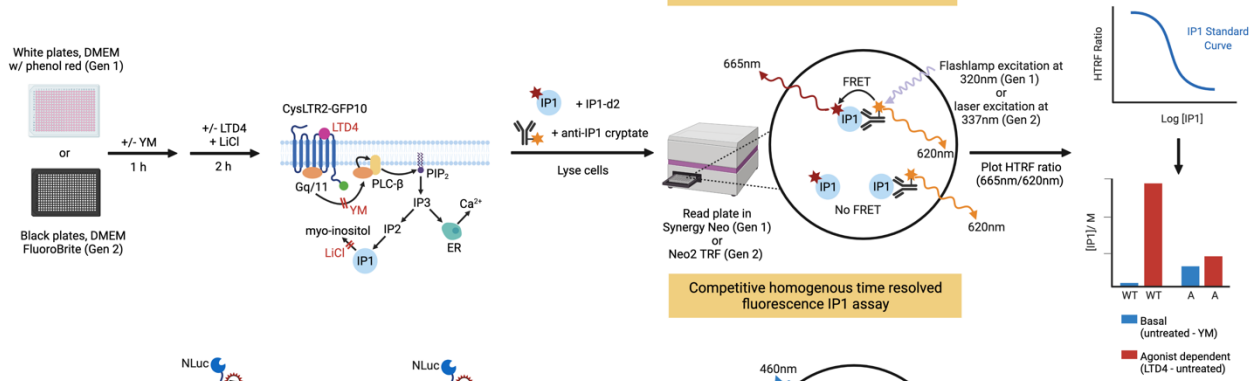 White plates, DMEM
w/ phenol red (Gen 1)
or
Black plates, DMEM
FluoroBrite (Gen 2)
+/- YM
1 h
+/- LTD4
+ LiCl
2 h
CysLTR2-GFP10
LTD4
Gq/11
PLC-β
PIP₂
YM
IP3
Ca²⁺
myo-inositol
IP2
ER
LiCl
IP1
IP1
+ IP1-d2
+ anti-IP1 cryptate
Lyse cells
Read plate in
Synergy Neo (Gen 1)
or
Neo2 TRF (Gen 2)
665nm
FRET
IP1
620nm
IP1
IP1
No FRET
620nm
Flashlamp excitation at
320nm (Gen 1)
or
laser excitation at
337nm (Gen 2)
Plot HTRF ratio
(665nm/620nm)
Competitive homogenous time resolved
fluorescence IP1 assay
HTRF Ratio
IP1 Standard
Curve
Log [IP1]
[IP1]/ M
WT WT A A
Basal
(untreated - YM)
Agonist dependent
(LTD4 - untreated)
NLuc
NLuc
460nm